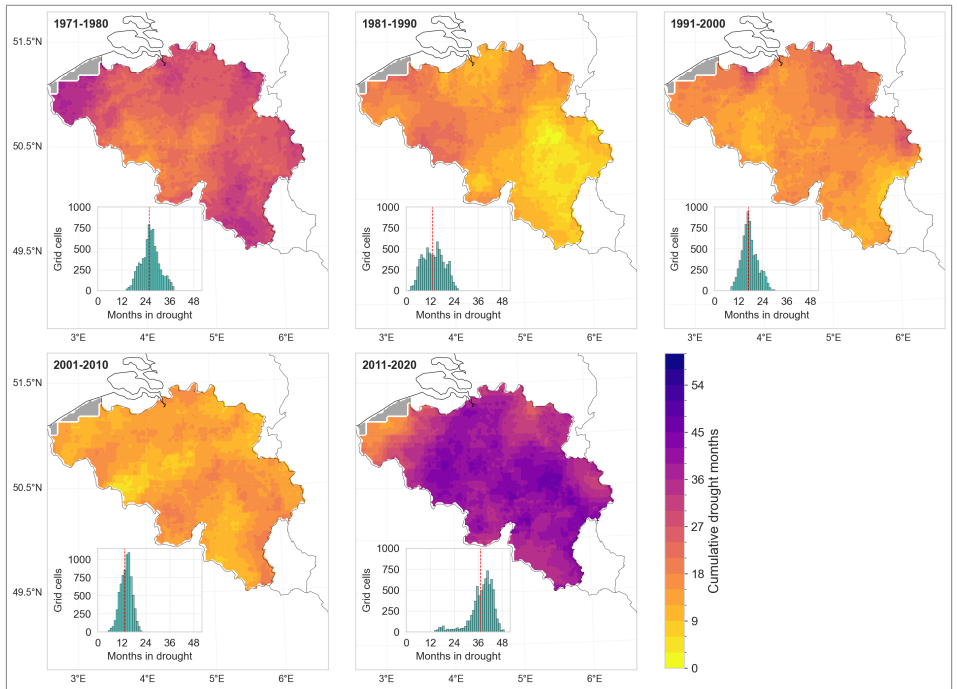 1971-1980
1981-1990
1991-2000
51.5°N
50.5°N
49.5°N
1000
750
500
250
0
Grid cells
0 12 24 36 48
Months in drought
1000
750
500
250
0
Grid cells
0 12 24 36 48
Months in drought
1000
750
500
250
0
Grid cells
0 12 24 36 48
Months in drought
3°E 4°E 5°E 6°E
3°E 4°E 5°E 6°E
3°E 4°E 5°E 6°E
2001-2010
2011-2020
51.5°N
50.5°N
49.5°N
1000
750
500
250
0
Grid cells
0 12 24 36 48
Months in drought
1000
750
500
250
0
Grid cells
0 12 24 36 48
Months in drought
3°E 4°E 5°E 6°E
3°E 4°E 5°E 6°E
54
45
36
27
18
9
0
Cumulative drought months